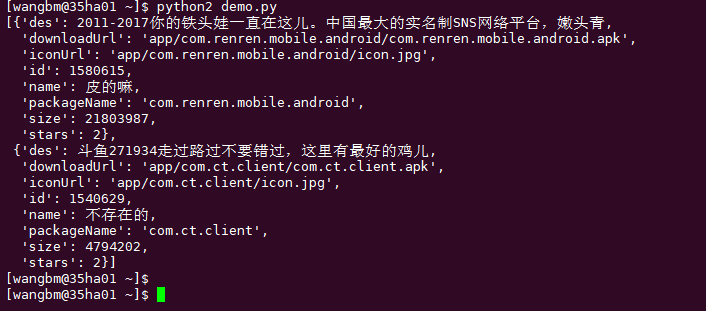 [wangbm@35ha01 ~]$ python2 demo.py
[{'des': 2011-2017你的铁头娃一直在这儿。中国最大的实名制SNS网络平台，嫩头青,
  'downloadUrl': 'app/com.renren.mobile.android/com.renren.mobile.android.apk',
  'iconUrl': 'app/com.renren.mobile.android/icon.jpg',
  'id': 1580615,
  'name': 皮的嘛,
  'packageName': 'com.renren.mobile.android',
  'size': 21803987,
  'stars': 2},
 {'des': 斗鱼271934走过路过不要错过，这里有最好的鸡儿,
  'downloadUrl': 'app/com.ct.client/com.ct.client.apk',
  'iconUrl': 'app/com.ct.client/icon.jpg',
  'id': 1540629,
  'name': 不存在的,
  'packageName': 'com.ct.client',
  'size': 4794202,
  'stars': 2}]
[wangbm@35ha01 ~]$
[wangbm@35ha01 ~]$